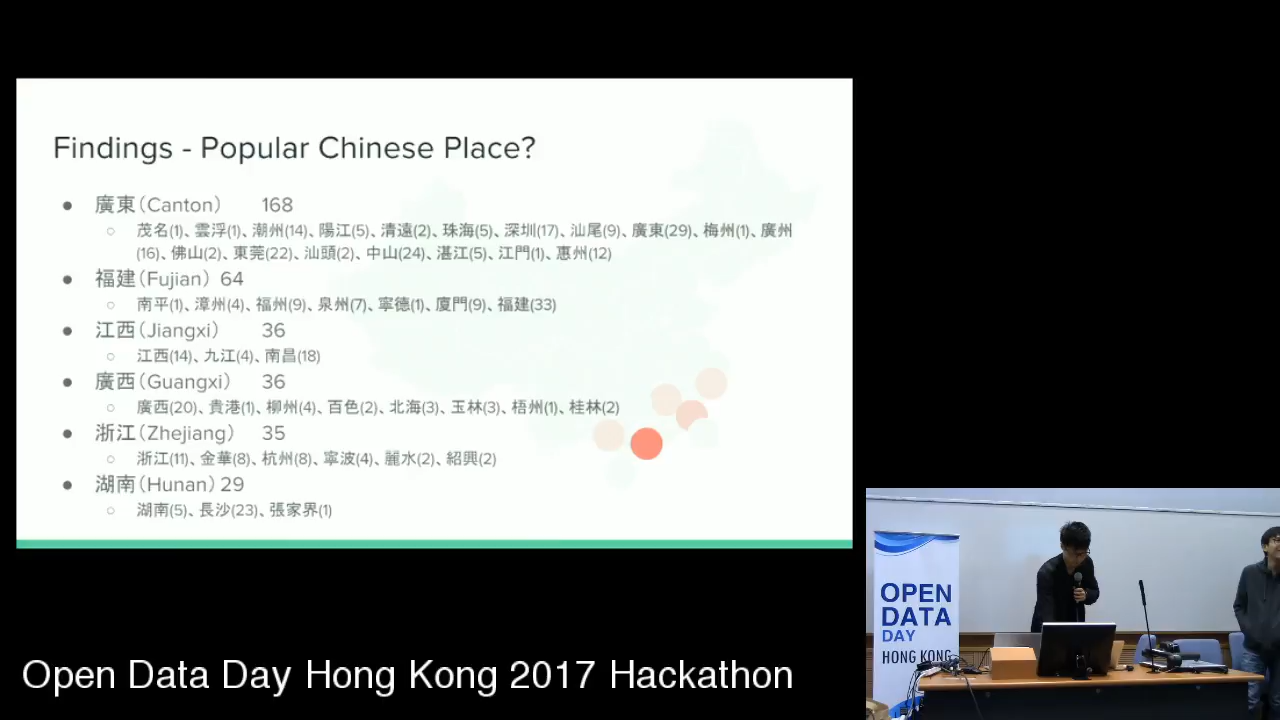 Findings - Popular Chinese Place?
● 廣東(Canton) 168
○ 茂名(1)、雲浮(1)、潮州(14)、陽江(5)、清遠(2)、珠海(5)、深圳(17)、汕尾(9)、廣東(29)、梅州(1)、廣州
(16)、佛山(2)、東莞(22)、汕頭(2)、中山(24)、湛江(5)、江門(1)、惠州(12)
● 福建(Fujian) 64
○ 南平(1)、漳州(4)、福州(9)、泉州(7)、寧德(1)、廈門(9)、福建(33)
● 江西(Jiangxi) 36
○ 江西(14)、九江(4)、南昌(18)
● 廣西(Guangxi) 36
○ 廣西(20)、貴港(1)、柳州(4)、百色(2)、北海(3)、玉林(3)、梧州(1)、桂林(2)
● 浙江(Zhejiang) 35
○ 浙江(11)、金華(8)、杭州(8)、寧波(4)、麗水(2)、紹興(2)
● 湖南(Hunan) 29
○ 湖南(5)、長沙(23)、張家界(1)
OPEN
DATA
DAY
HONG KONG
Open Data Day Hong Kong 2017 Hackathon